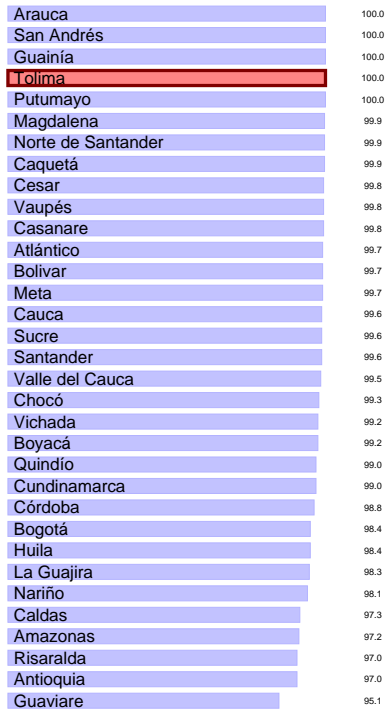 Arauca 100.0
San Andrés 100.0
Guainía 100.0
Tolima 100.0
Putumayo 100.0
Magdalena 99.9
Norte de Santander 99.9
Caquetá 99.9
Cesar 99.8
Vaupés 99.8
Casanare 99.8
Atlántico 99.7
Bolivar 99.7
Meta 99.7
Cauca 99.6
Sucre 99.6
Santander 99.6
Valle del Cauca 99.5
Chocó 99.3
Vichada 99.2
Boyacá 99.2
Quindío 99.0
Cundinamarca 99.0
Córdoba 98.8
Bogotá 98.4
Huila 98.4
La Guajira 98.3
Nariño 98.1
Caldas 97.3
Amazonas 97.2
Risaralda 97.0
Antioquia 97.0
Guaviare 95.1